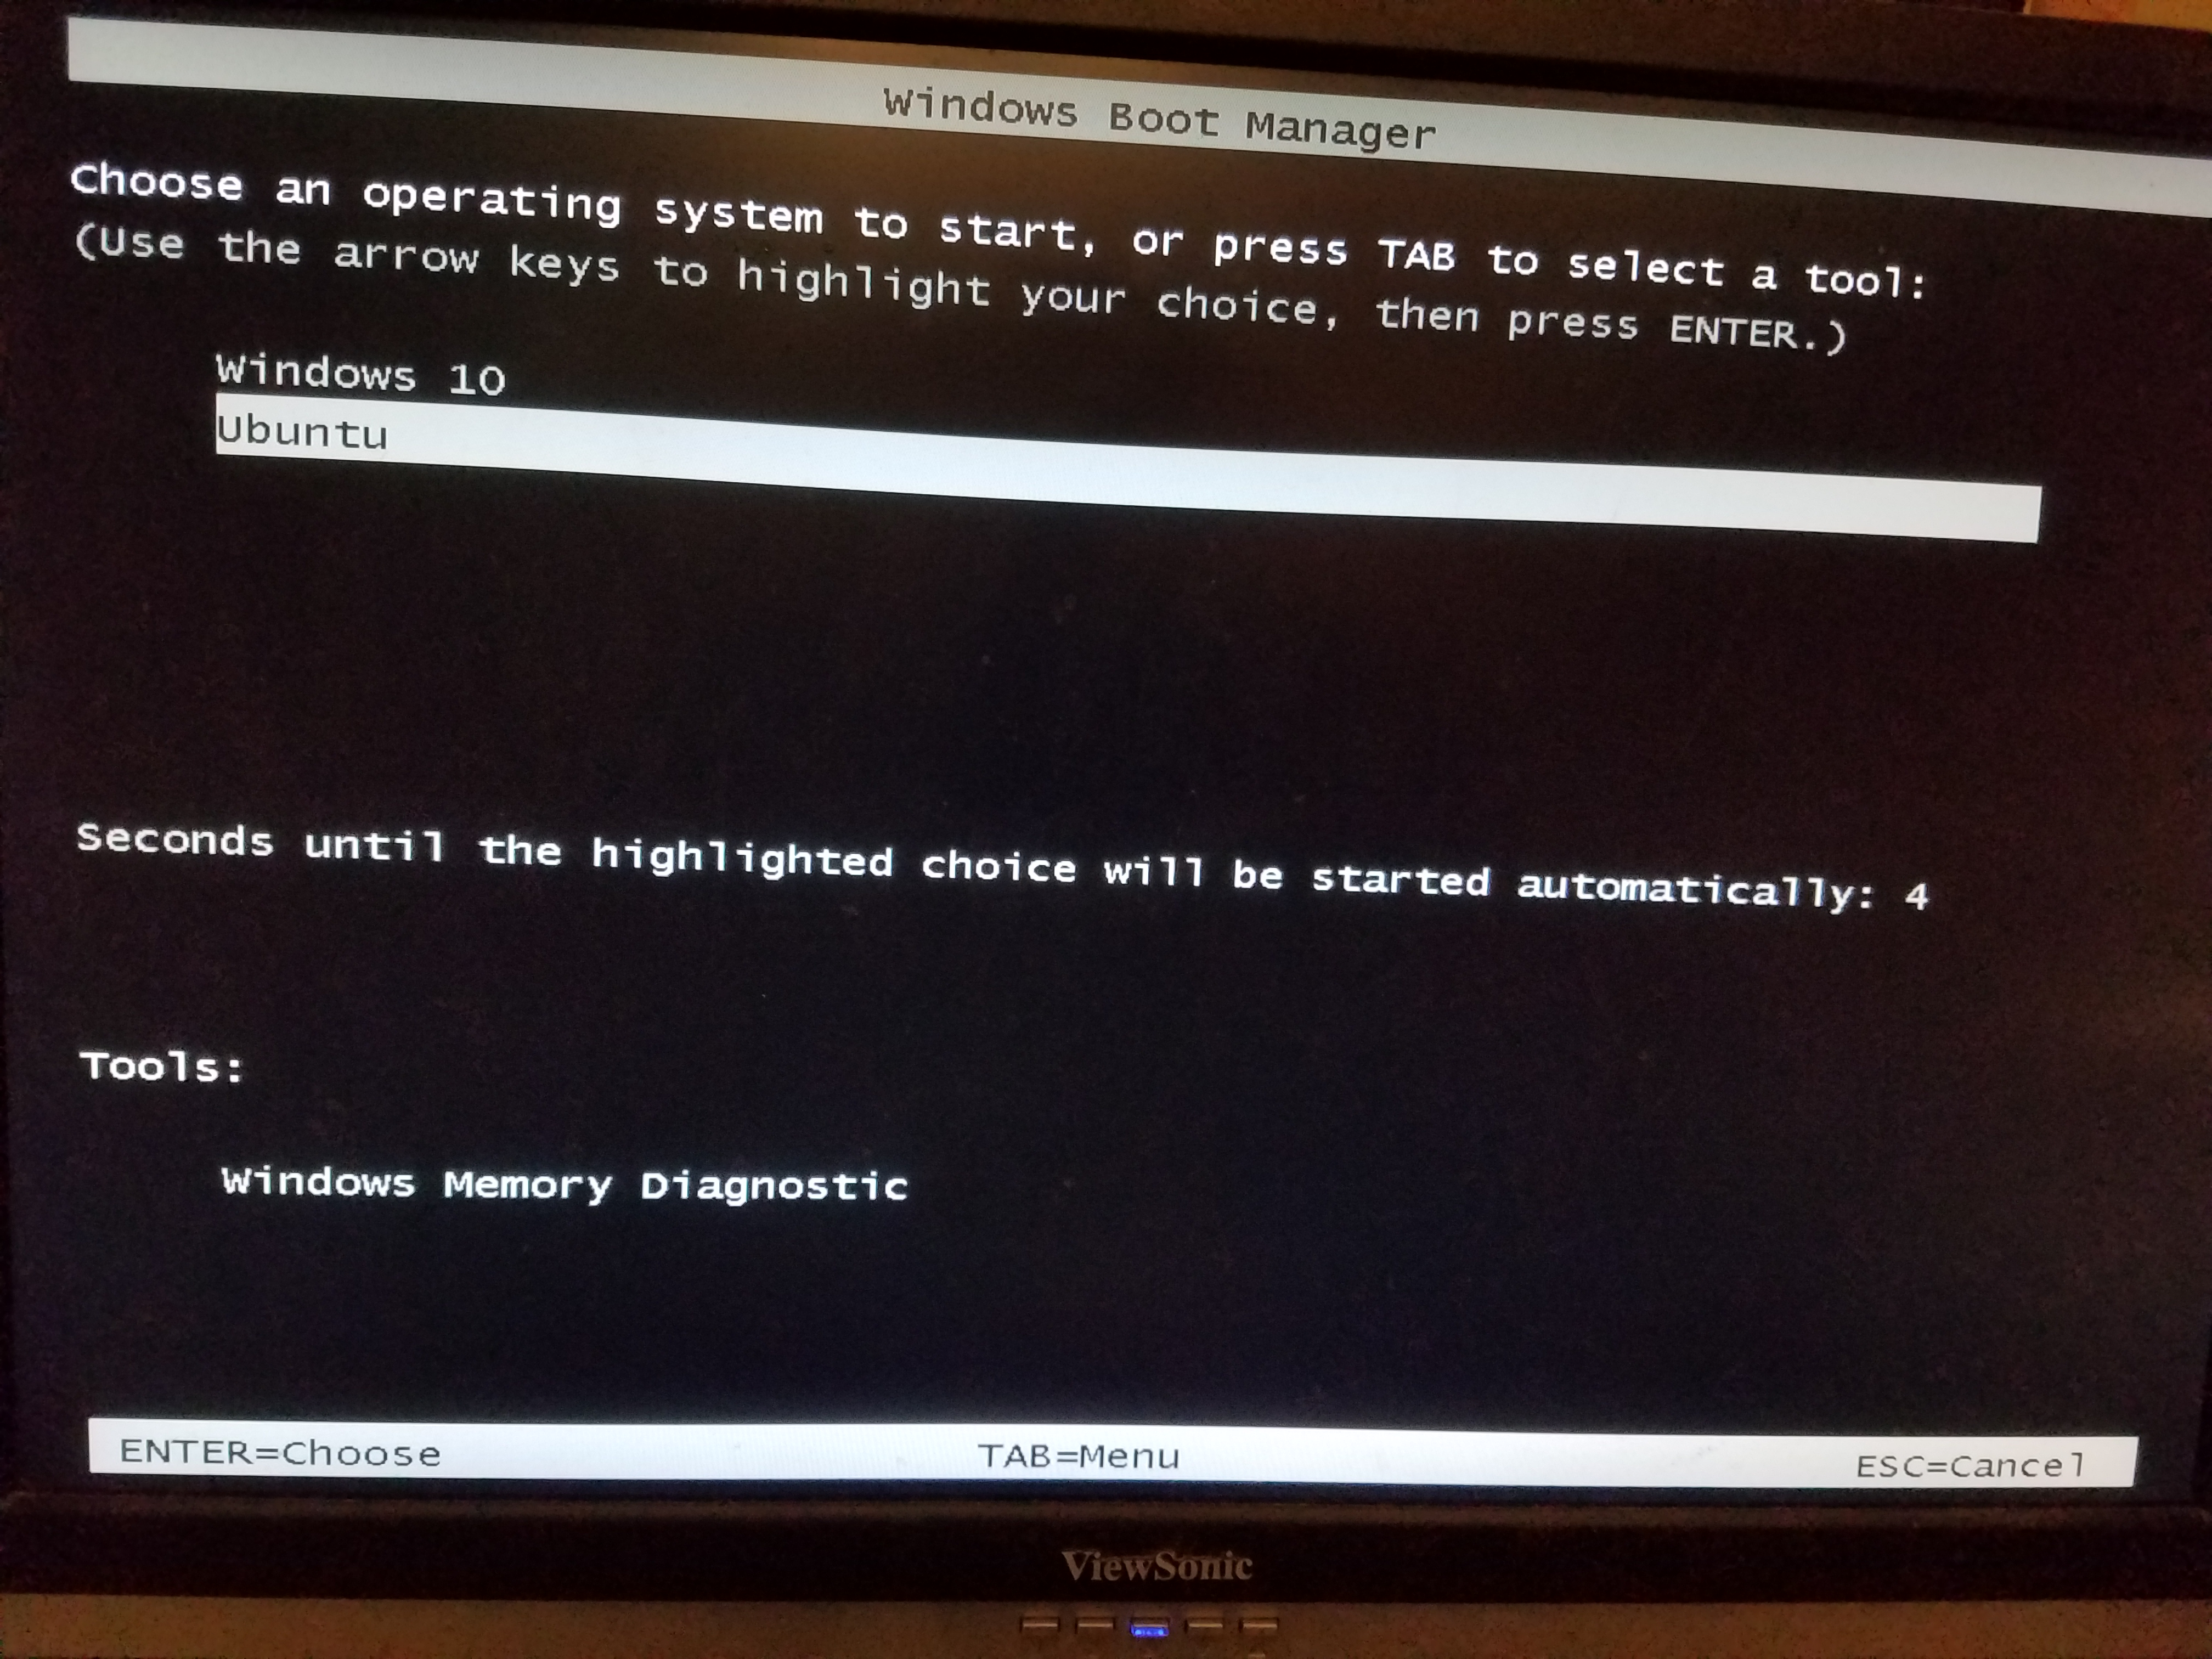 Windows Boot Manager
Choose an operating system to start, or press TAB to select a tool:
(Use the arrow keys to highlight your choice, then press ENTER.)
Windows 10
Ubuntu
Seconds until the highlighted choice will be started automatically: 4
Tools:
Windows Memory Diagnostic
ENTER=Choose TAB=Menu ESC=Cancel
ViewSonic